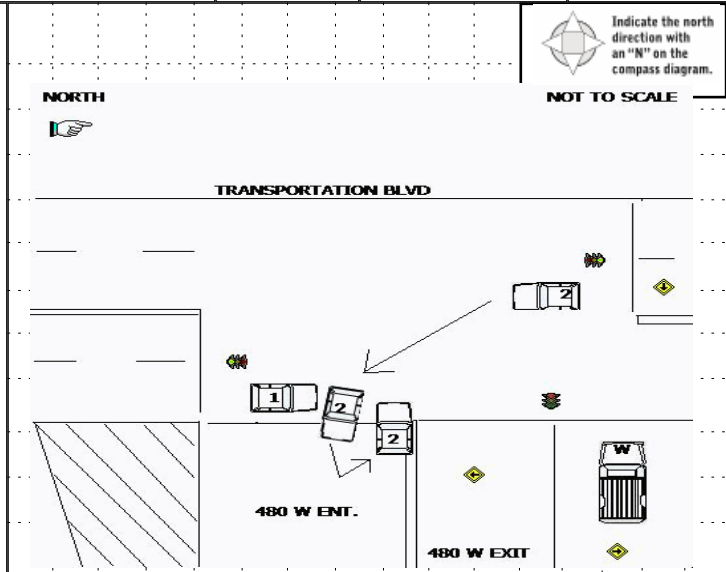 Indicate the north
direction with
an “N” on the
compass diagram.
NORTH
NOT TO SCALE
TRANSPORTATION BLVD
2
1
2
2
W
480 W ENT.
480 W EXIT